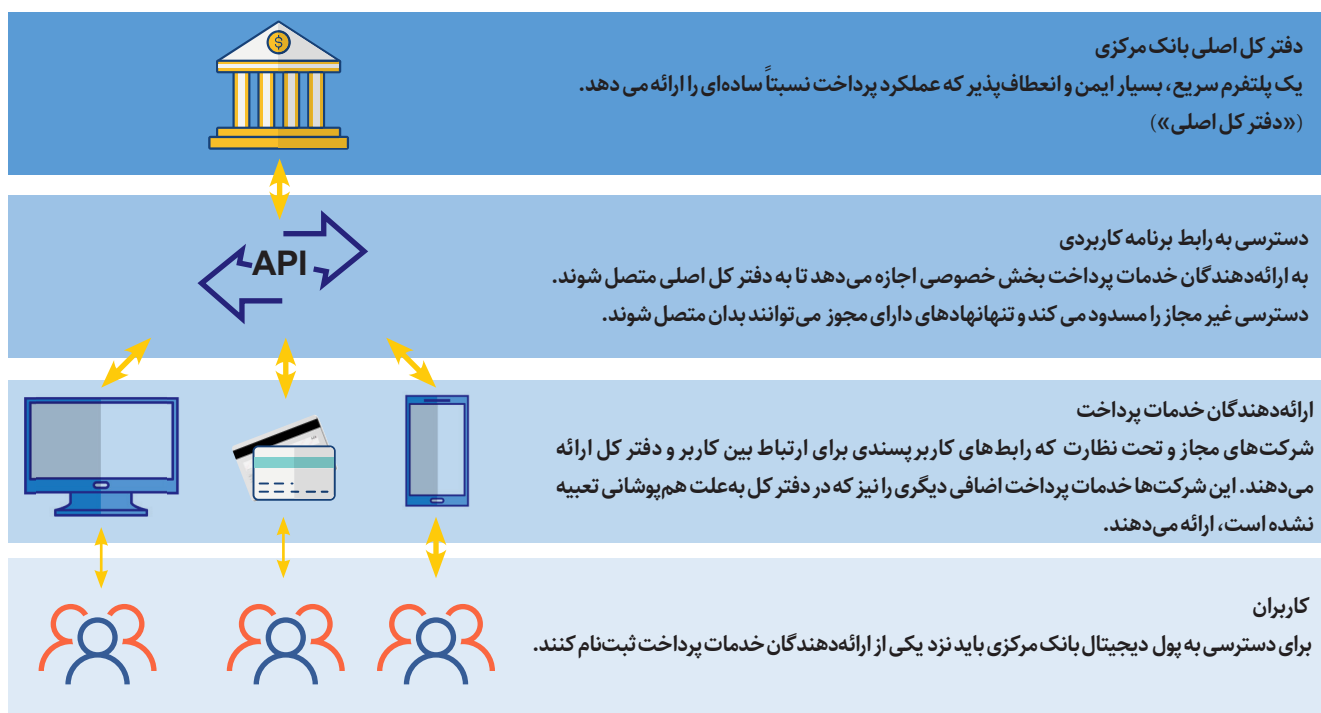 دفتر کل اصلی بانک مرکزی
یک پلتفرم سریع، بسیار ایمن و انعطاف‌پذیر که عملکرد پرداخت نسبتاً ساده‌ای را ارائه می دهد.
(«دفتر کل اصلی»)
API
دسترسی به رابط برنامه کاربردی
به ارائه‌دهندگان خدمات پرداخت بخش خصوصی اجازه می‌دهد تا به دفتر کل اصلی متصل شوند.
دسترسی غیر مجاز را مسدود می کند و تنهانهادهای دارای مجوز می‌توانند بدان متصل شوند.
ارائه‌دهندگان خدمات پرداخت
شرکت‌های مجاز و تحت نظارت که رابط‌های کاربر پسندی برای ارتباط بین کاربر و دفتر کل ارائه
می‌دهند. این شرکت‌ها خدمات پرداخت اضافی دیگری را نیز که در دفتر کل به‌علت هم‌پوشانی تعبیه
نشده است، ارائه می‌دهند.
کاربران
برای دسترسی به پول دیجیتال بانک مرکزی باید نزد یکی از ارائه‌دهندگان خدمات پرداخت ثبت‌نام کنند.